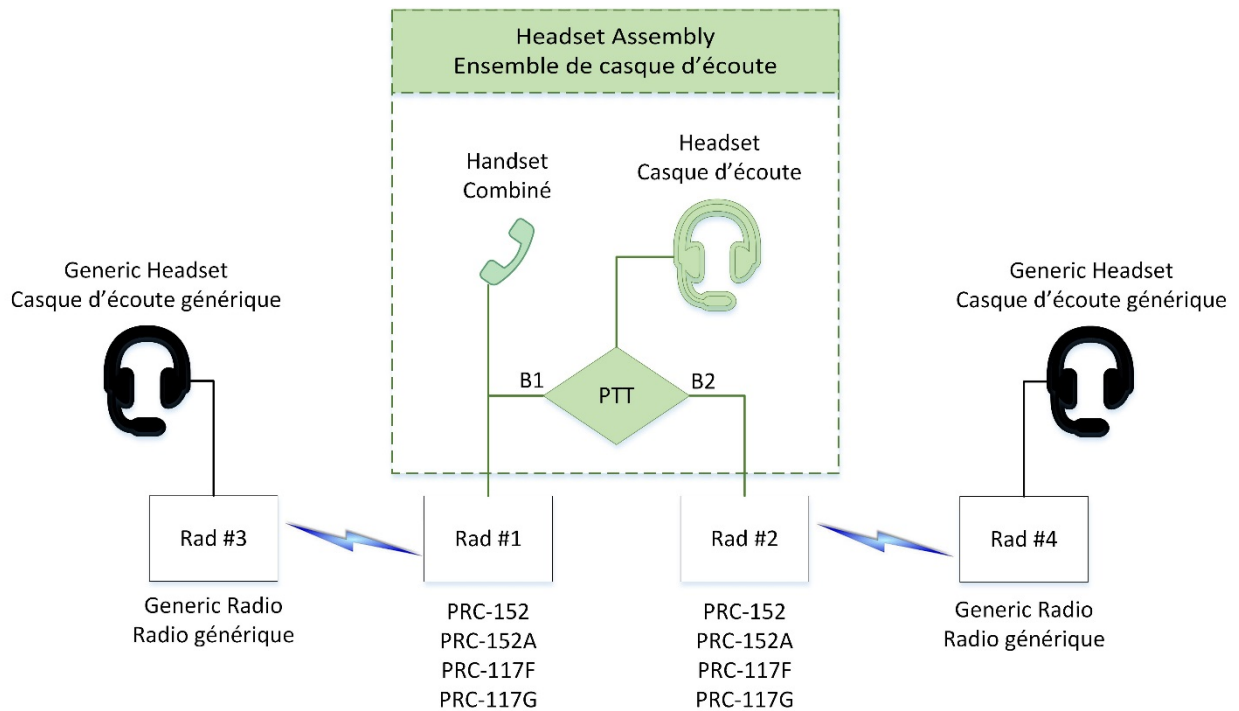 Headset Assembly
Ensemble de casque d'écoute
Handset
Combiné
Headset
Casque d'écoute
Generic Headset
Casque d'écoute générique
Generic Headset
Casque d'écoute générique
B1
PTT
B2
Rad #3
Rad #1
Rad #2
Rad #4
Generic Radio
Radio générique
PRC-152
PRC-152A
PRC-117F
PRC-117G
PRC-152
PRC-152A
PRC-117F
PRC-117G
Generic Radio
Radio générique